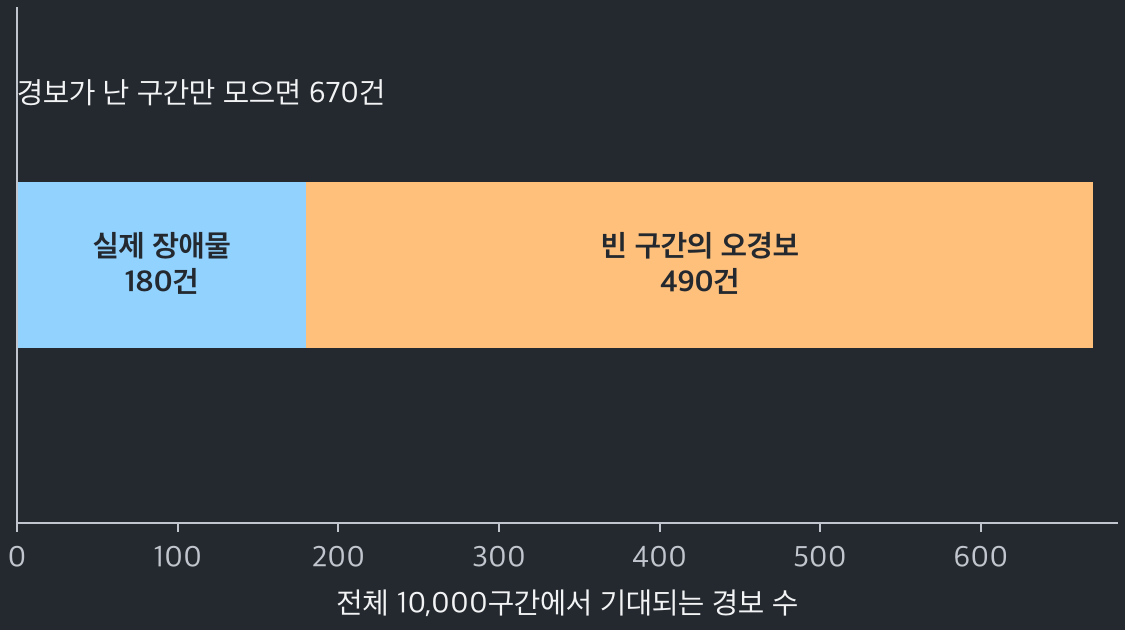 경보가 난 구간만 모으면 670건
실제 장애물
180건
빈 구간의 오경보
490건
0 100 200 300 400 500 600
전체 10,000구간에서 기대되는 경보 수